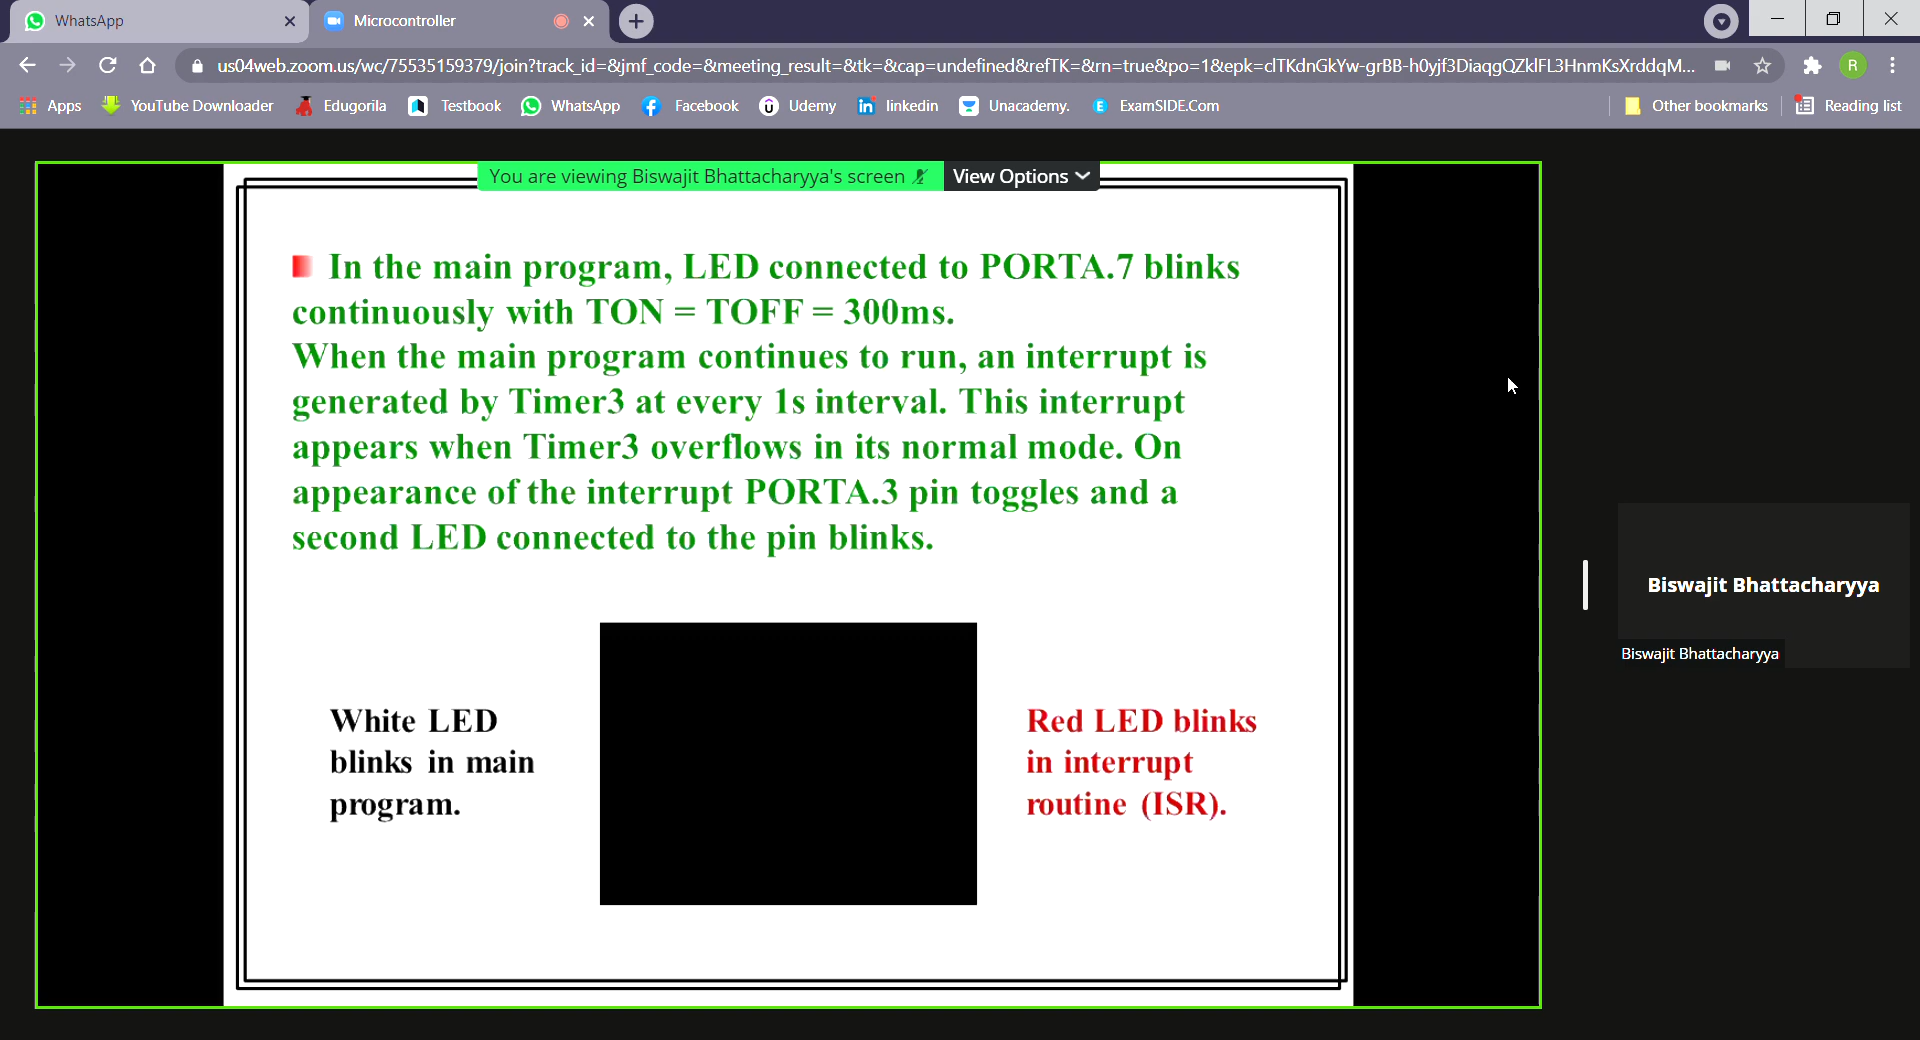 WhatsApp
Microcontroller
us04web.zoom.us/wc/75535159379/join?track_id=&jmf_code=&meeting_result=&tk=&cap=undefined&refTK=&rn=true&po=1&epk=dTKdnGkYw-grBB-h0yjf3DiaqgQZklFL3HnmKsXrddqM...
R
Apps YouTube Downloader Edugorila Testbook WhatsApp Facebook Udemy linkedin Unacademy. ExamSIDE.Com Other bookmarks Reading list
You are viewing Biswajit Bhattacharyya's screen View Options
In the main program, LED connected to PORTA.7 blinks
continuously with TON = TOFF = 300ms.
When the main program continues to run, an interrupt is
generated by Timer3 at every 1s interval. This interrupt
appears when Timer3 overflows in its normal mode. On
appearance of the interrupt PORTA.3 pin toggles and a
second LED connected to the pin blinks.
White LED
blinks in main
program.
Red LED blinks
in interrupt
routine (ISR).
Biswajit Bhattacharyya
Biswajit Bhattacharyya